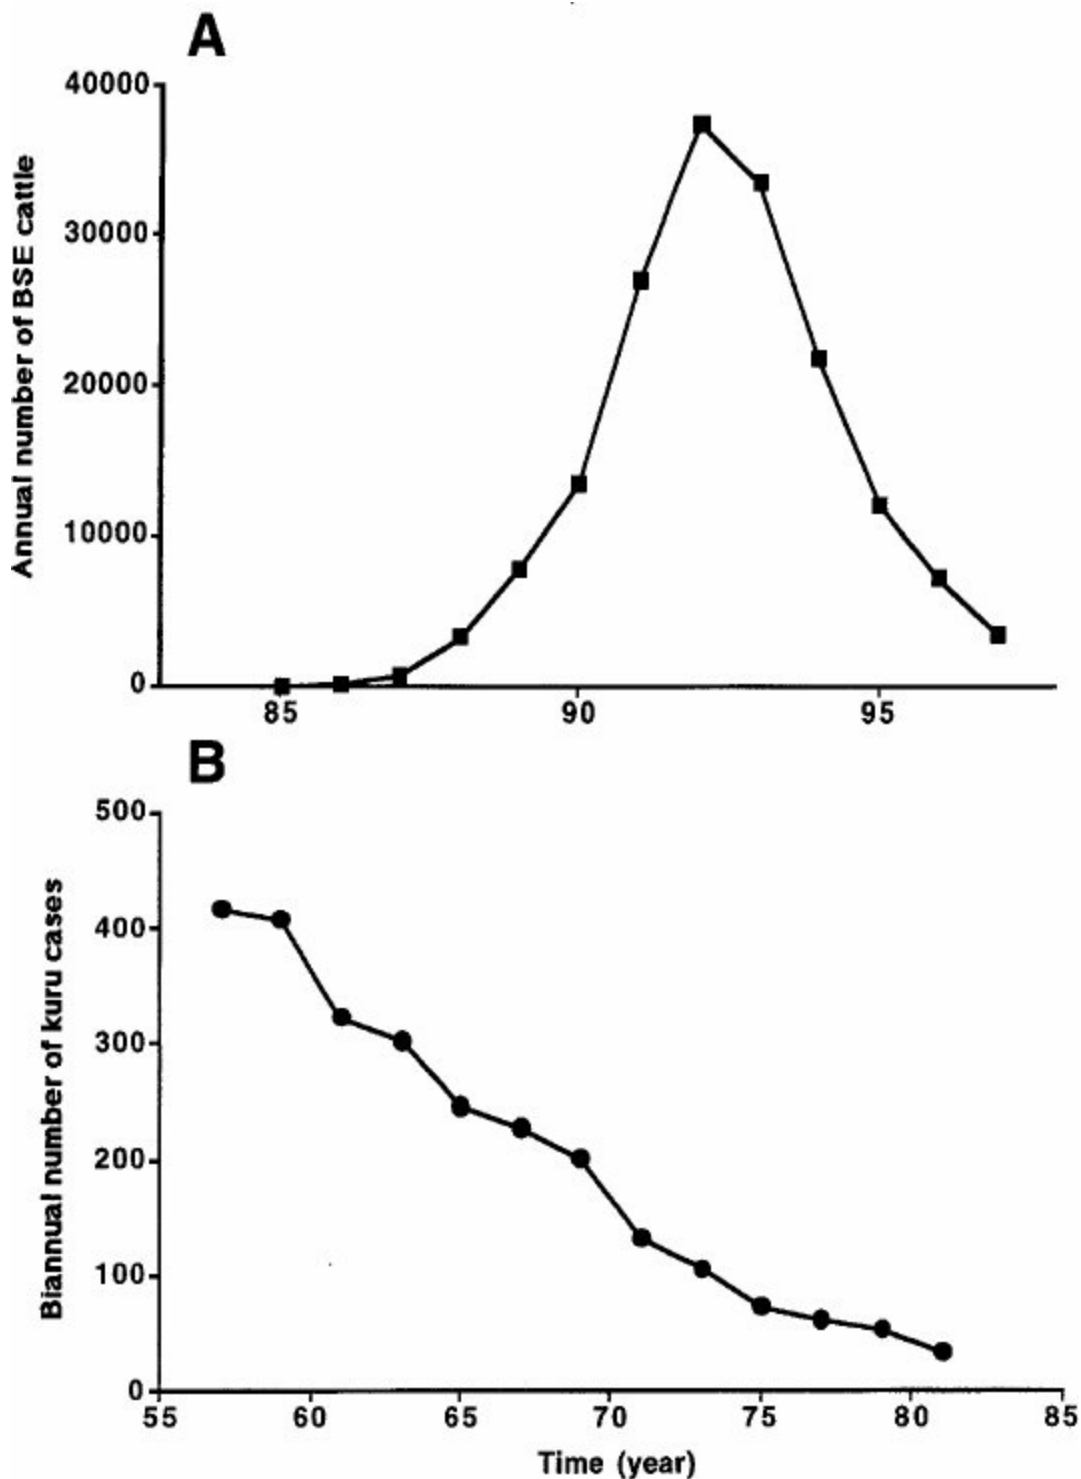 A
Annual number of BSE cattle
40000
30000
20000
10000
0
85 90 95
B
Biannual number of kuru cases
500
400
300
200
100
0
55 60 65 70 75 80 85
Time (year)